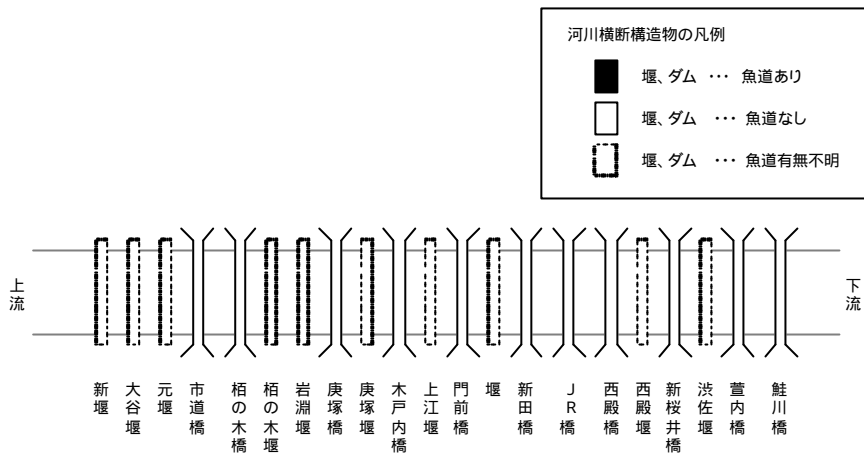 河川横断構造物の凡例
堰、ダム ・・・ 魚道あり
堰、ダム ・・・ 魚道なし
堰、ダム ・・・ 魚道有無不明
上流
下流
新堰
大谷堰
元堰
市道橋
栢の木橋
栢の木堰
岩淵堰
庚塚橋
庚塚堰
木戸内橋
上江堰
門前橋
堰
新田橋
JR橋
西殿橋
西殿堰
新桜井橋
渋佐堰
萱内橋
鮭川橋